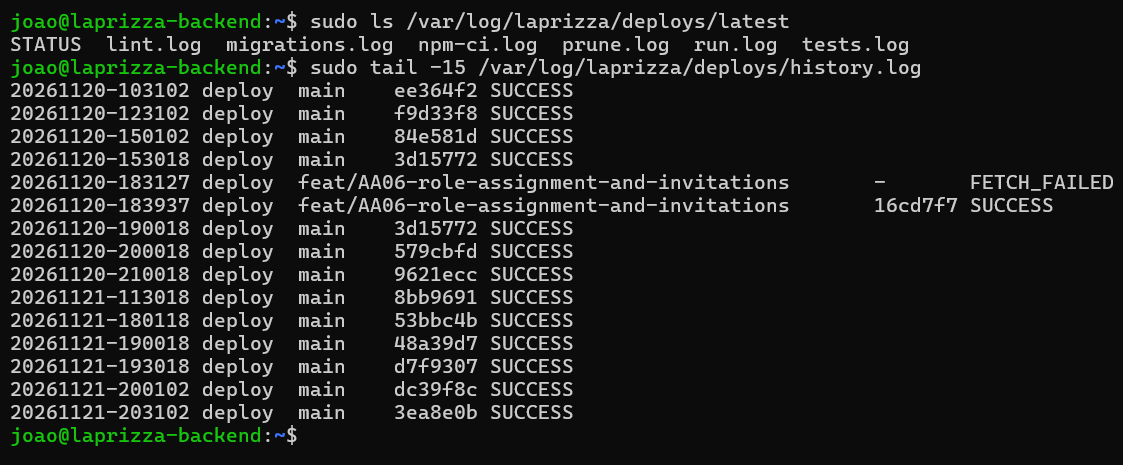 joao@laprizza-backend:~$ sudo ls /var/log/laprizza/deploys/latest
STATUS  lint.log  migrations.log  npm-ci.log  prune.log  run.log  tests.log
joao@laprizza-backend:~$ sudo tail -15 /var/log/laprizza/deploys/history.log
20261120-103102 deploy  main    ee364f2 SUCCESS
20261120-123102 deploy  main    f9d33f8 SUCCESS
20261120-150102 deploy  main    84e581d SUCCESS
20261120-153018 deploy  main    3d15772 SUCCESS
20261120-183127 deploy  feat/AA06-role-assignment-and-invitations       -       FETCH_FAILED
20261120-183937 deploy  feat/AA06-role-assignment-and-invitations       16cd7f7 SUCCESS
20261120-190018 deploy  main    3d15772 SUCCESS
20261120-200018 deploy  main    579cbfd SUCCESS
20261120-210018 deploy  main    9621ecc SUCCESS
20261121-113018 deploy  main    8bb9691 SUCCESS
20261121-180118 deploy  main    53bbc4b SUCCESS
20261121-190018 deploy  main    48a39d7 SUCCESS
20261121-193018 deploy  main    d7f9307 SUCCESS
20261121-200102 deploy  main    dc39f8c SUCCESS
20261121-203102 deploy  main    3ea8e0b SUCCESS
joao@laprizza-backend:~$